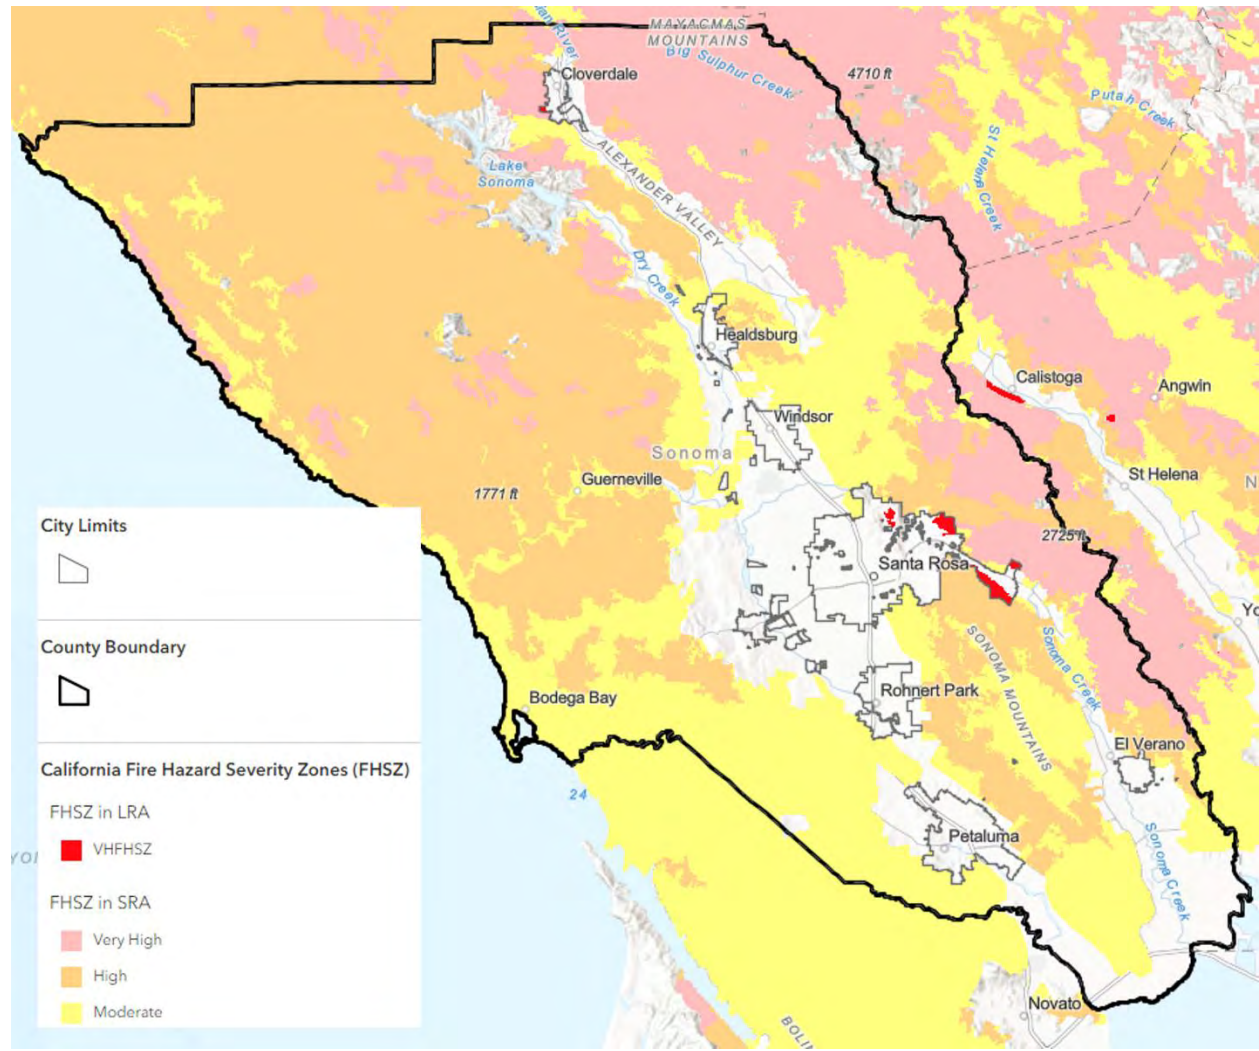 MAYACMAS
MOUNTAINS
Big Sulphur Creek
4710 ft
Putah Creek
Cloverdale
St Helena Creek
Lake
Sonoma
ALEXANDER VALLEY
Dry Creek
Healdsburg
Calistoga
Angwin
Windsor
Sonoma
Guerneville
1771 ft
St Helena
2725 ft
Santa Rosa
SONOMA MOUNTAINS
Sonoma Creek
Rohnert Park
Bodega Bay
El Verano
24
Petaluma
Sonoma Creek
Novato
City Limits
County Boundary
California Fire Hazard Severity Zones (FHSZ)
FHSZ in LRA
VHFHSZ
FHSZ in SRA
Very High
High
Moderate